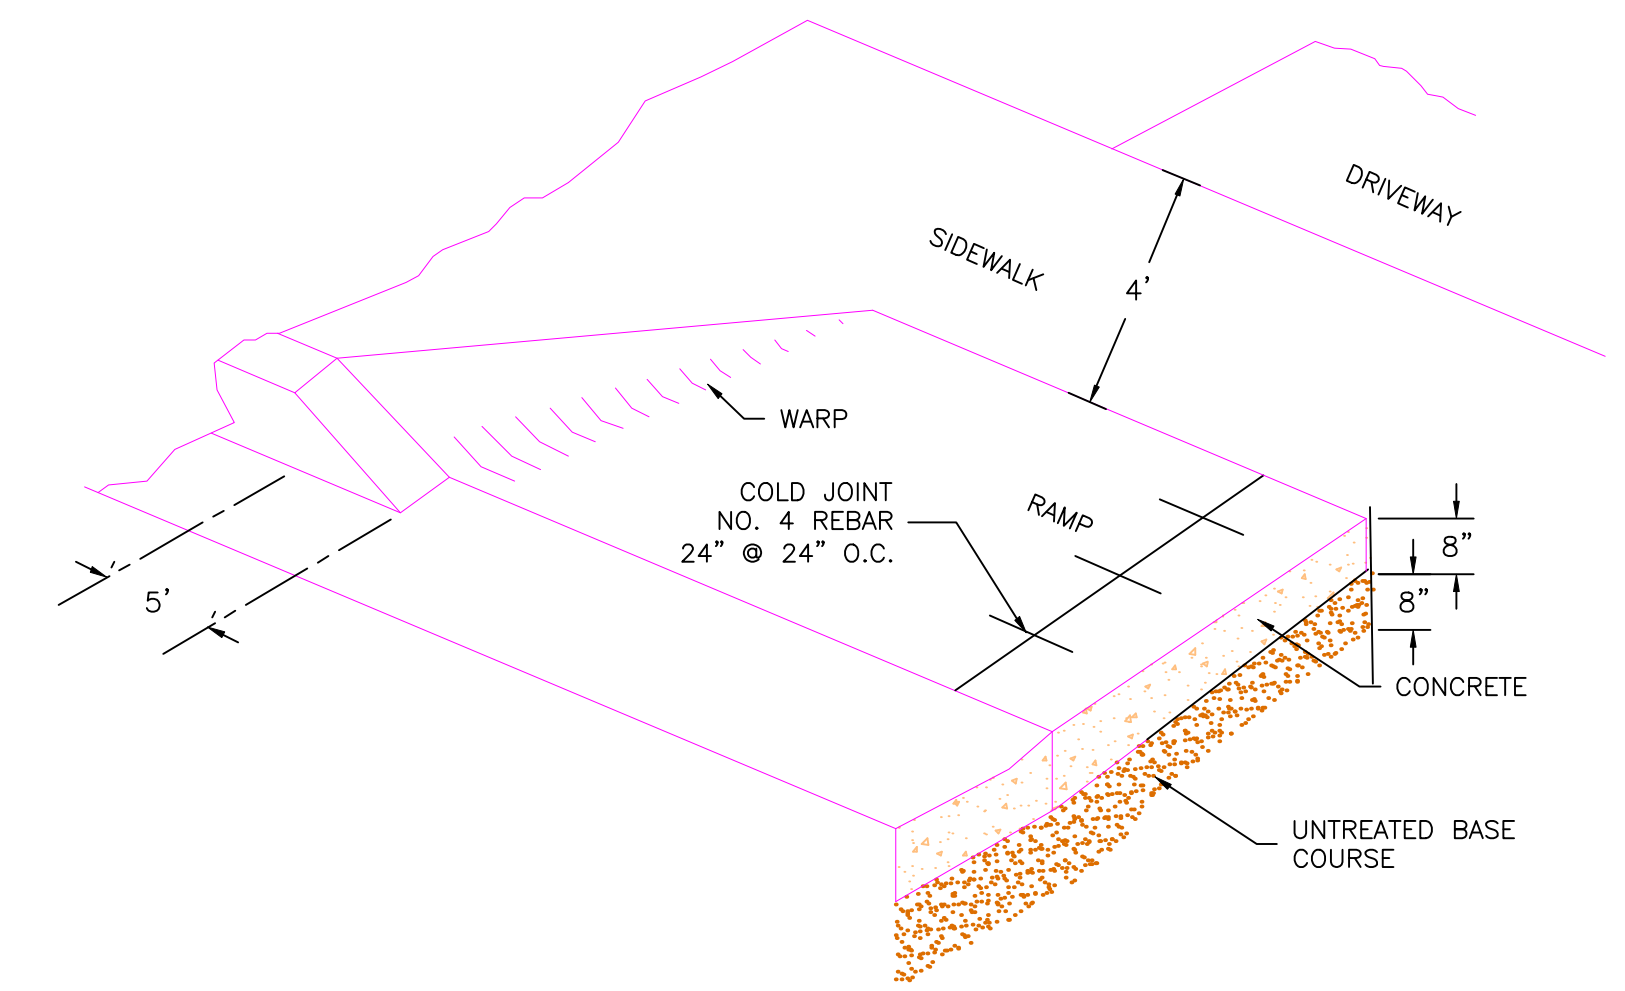 DRIVEWAY
SIDEWALK
4'
WARP
COLD JOINT
NO. 4 REBAR
24" @ 24" O.C.
RAMP
8"
8"
5'
CONCRETE
UNTREATED BASE
COURSE